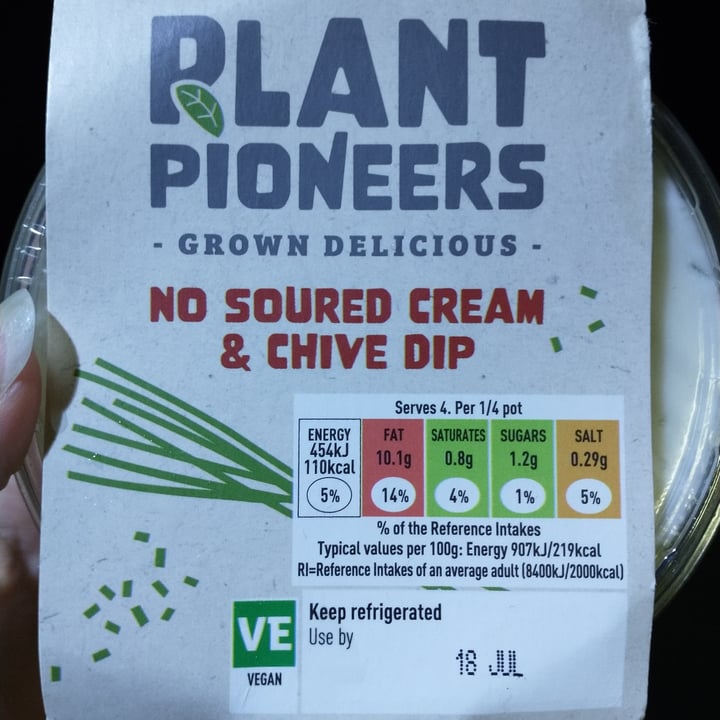 PLANT
PIONEERS
- GROWN DELICIOUS -
NO SOURED CREAM
& CHIVE DIP
Serves 4. Per 1/4 pot
ENERGY
454kJ
110kcal
5%
FAT
10.1g
14%
SATURATES
0.8g
4%
SUGARS
1.2g
1%
SALT
0.29g
5%
% of the Reference Intakes
Typical values per 100g: Energy 907kJ/219kcal
RI=Reference Intakes of an average adult (8400kJ/2000kcal)
VE
VEGAN
Keep refrigerated
Use by
18 JUL